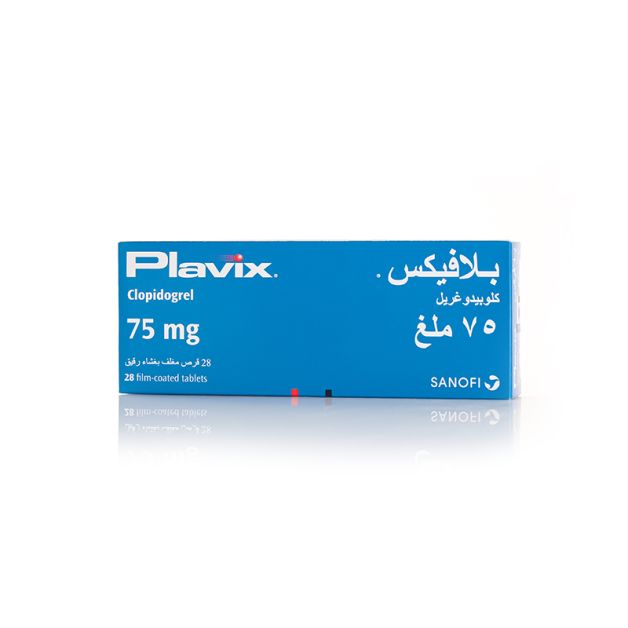 Plavix®
Clopidogrel
75 mg
28 قرص مغلف بغشاء رقيق
28 film-coated tablets
بلافيكس ®
كلوبيدوغريل
٧٥ ملغ
SANOFI